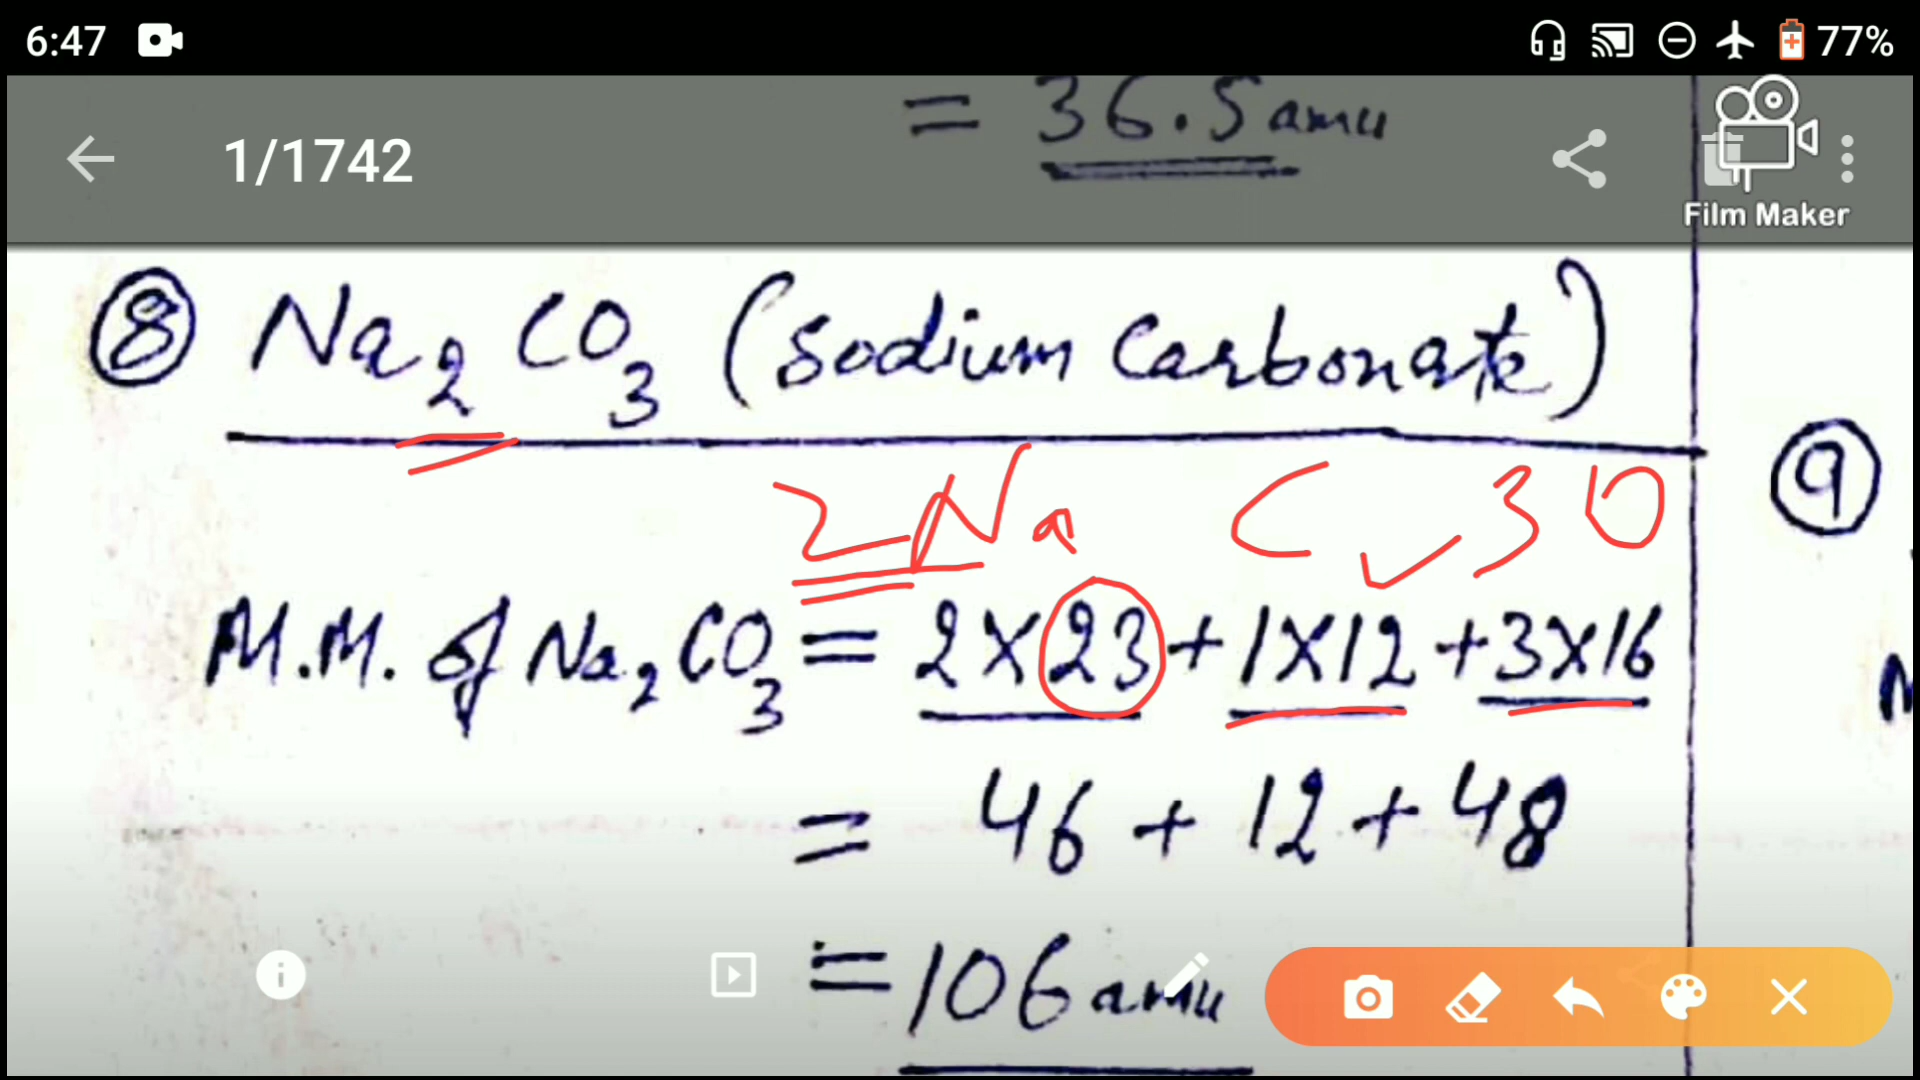 6:47 77%
= 36.5 amu
1/1742
Film Maker
⑧ Na₂CO₃ (Sodium Carbonate)
2Na C 3O
⑨
M.M. of Na₂CO₃ = 2×23 + 1×12 + 3×16
= 46 + 12 + 48
= 106 amu